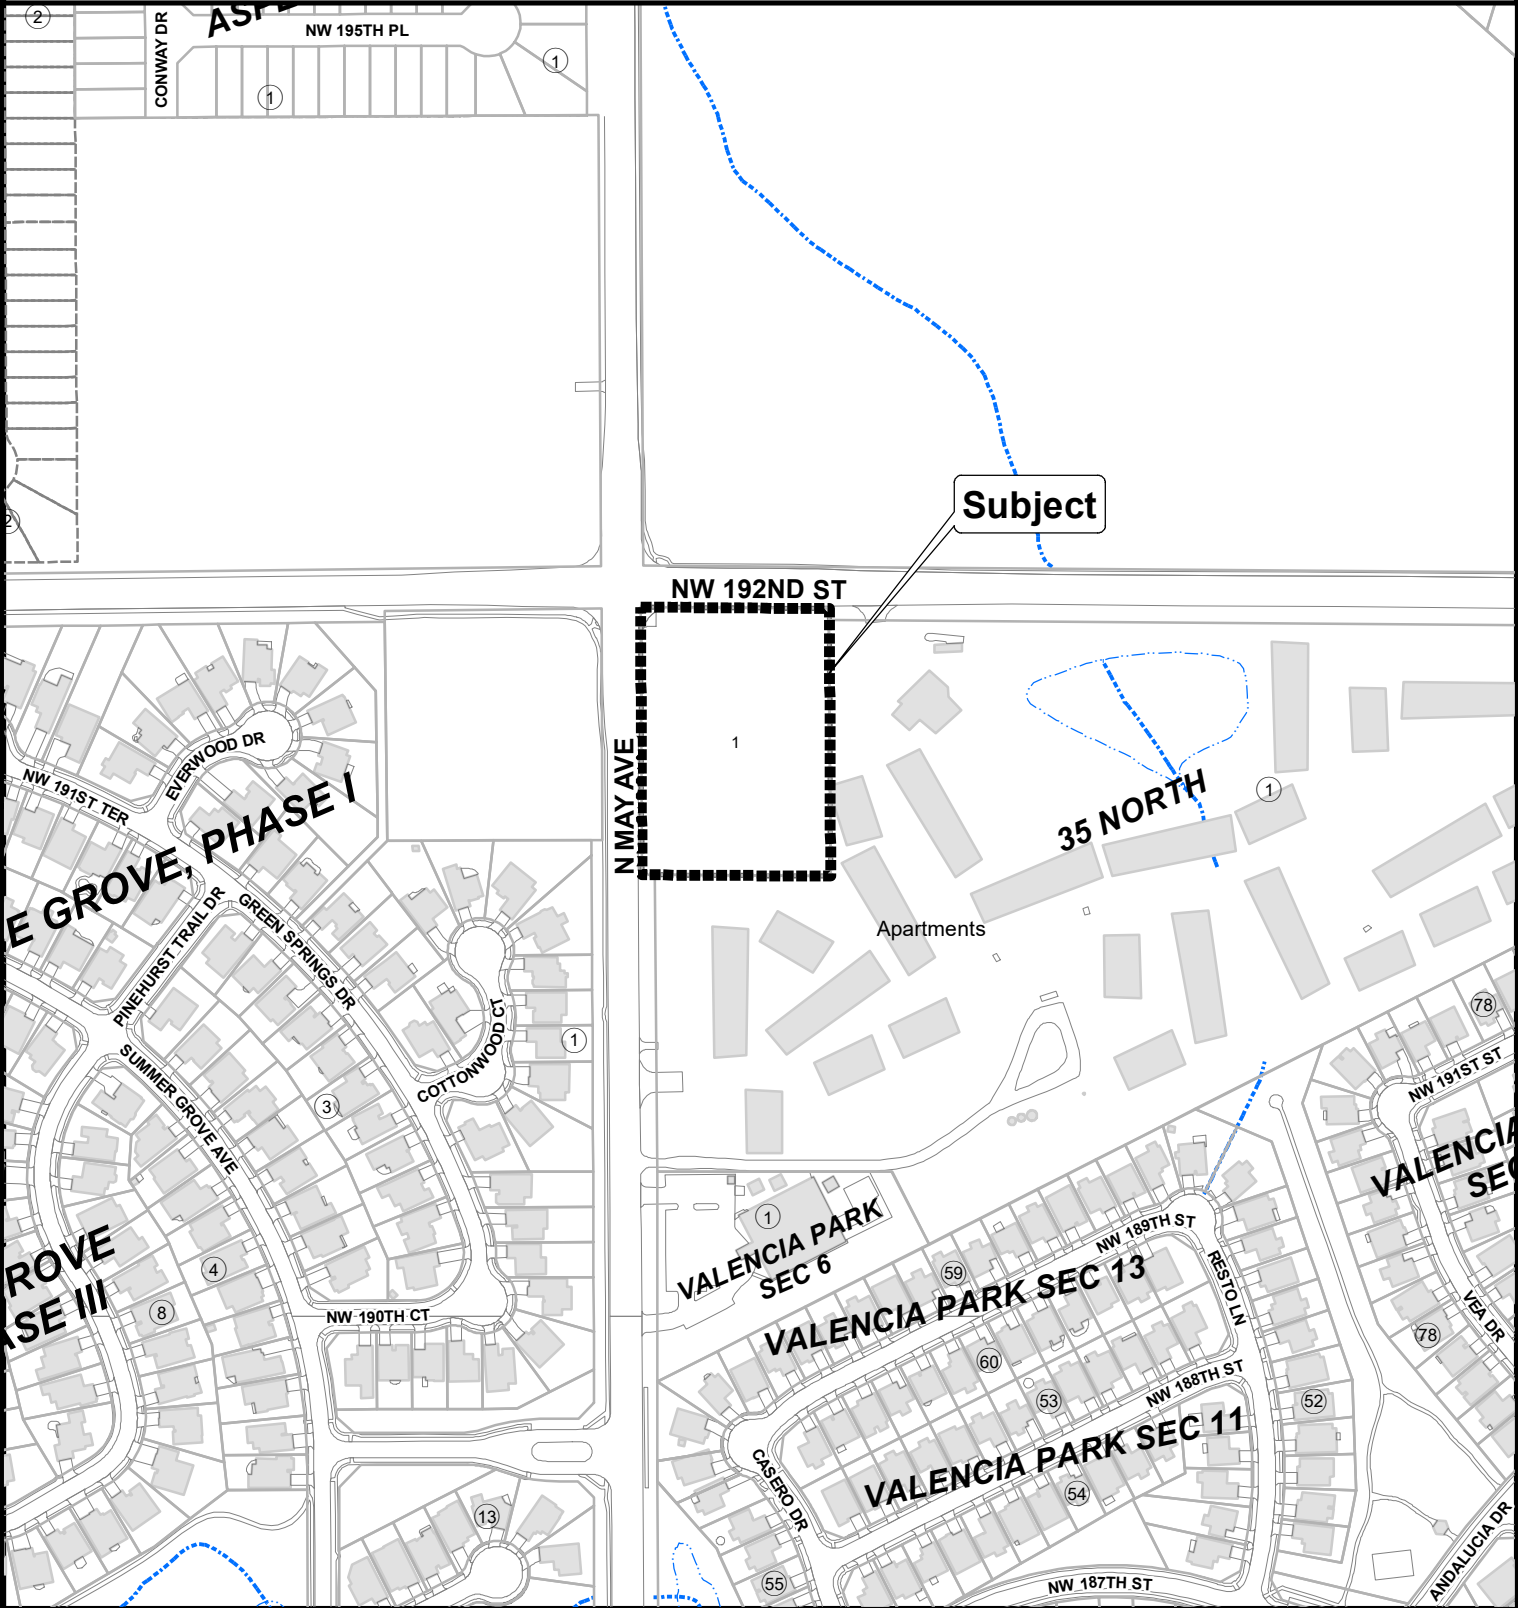 2
CONWAY DR
NW 195TH PL
1
1
2
Subject
NW 192ND ST
N MAY AVE
1
EVERWOOD DR
NW 191ST TER
E GROVE, PHASE I
PINEHURST TRAIL DR
GREEN SPRINGS DR
35 NORTH
1
Apartments
COTTONWOOD CT
1
SUMMER GROVE AVE
3
78
NW 191ST ST
VALENCIA
SEC
ROVE
ASE III
4
8
NW 190TH CT
1
VALENCIA PARK
SEC 6
NW 189TH ST
59
VALENCIA PARK SEC 13
RESTO LN
VEA DR
78
60
53
NW 188TH ST
52
VALENCIA PARK SEC 11
CASERO DR
54
13
55
NW 187TH ST
ANDALUCIA DR